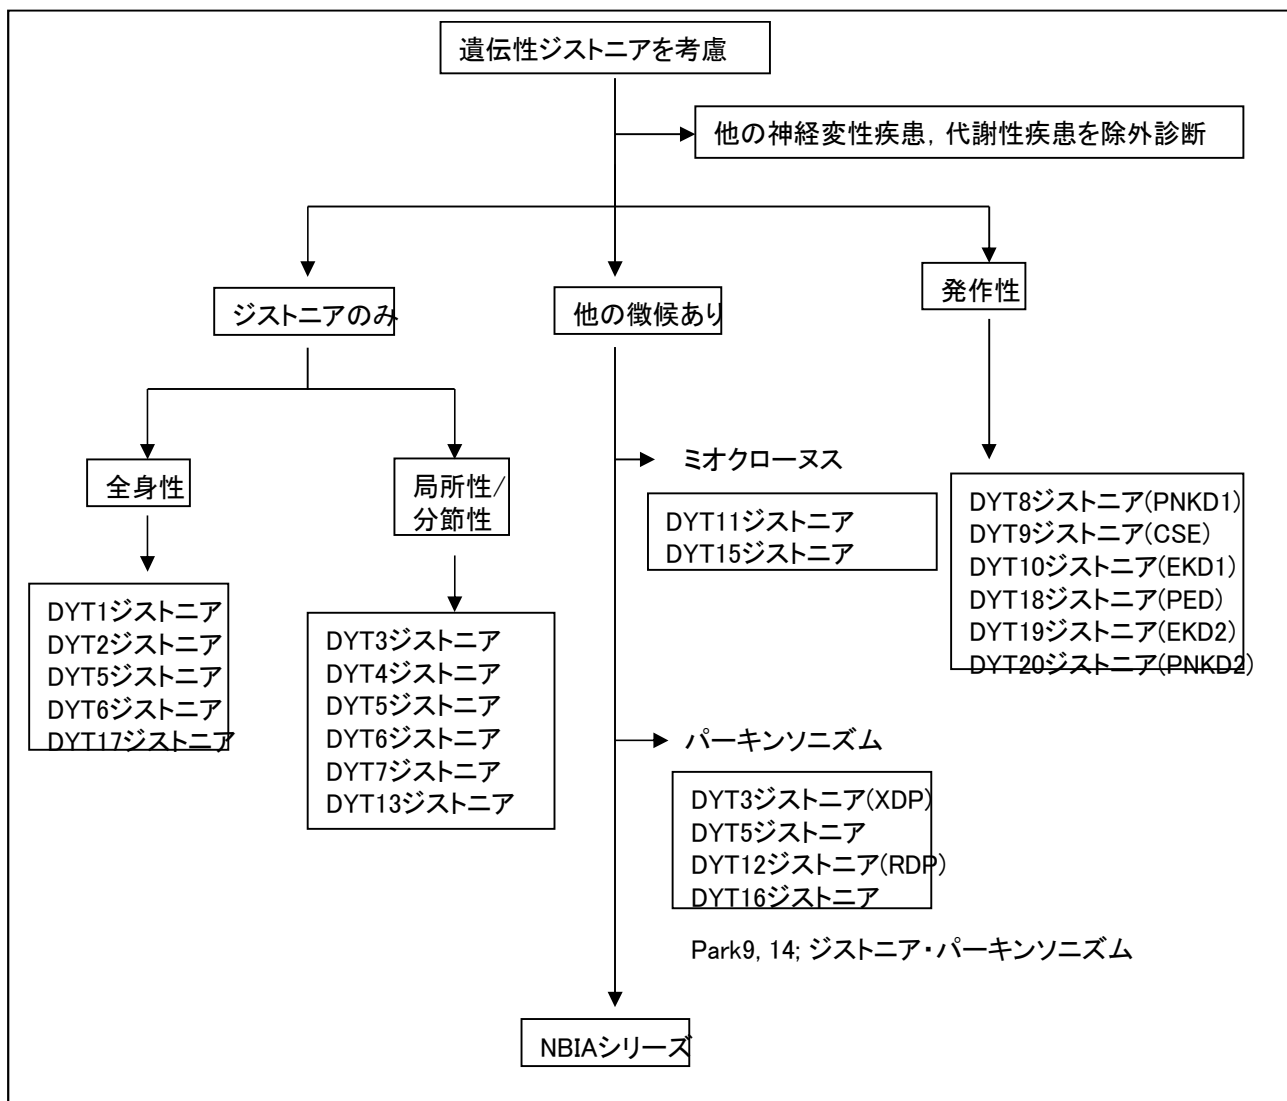 遺伝性ジストニアを考慮
他の神経変性疾患, 代謝性疾患を除外診断
ジストニアのみ
他の徴候あり
発作性
全身性
局所性/
分節性
DYT1ジストニア
DYT2ジストニア
DYT5ジストニア
DYT6ジストニア
DYT17ジストニア
DYT3ジストニア
DYT4ジストニア
DYT5ジストニア
DYT6ジストニア
DYT7ジストニア
DYT13ジストニア
ミオクローヌス
DYT11ジストニア
DYT15ジストニア
パーキンソニズム
DYT3ジストニア(XDP)
DYT5ジストニア
DYT12ジストニア(RDP)
DYT16ジストニア
Park9, 14; ジストニア・パーキンソニズム
NBIAシリーズ
DYT8ジストニア(PNKD1)
DYT9ジストニア(CSE)
DYT10ジストニア(EKD1)
DYT18ジストニア(PED)
DYT19ジストニア(EKD2)
DYT20ジストニア(PNKD2)